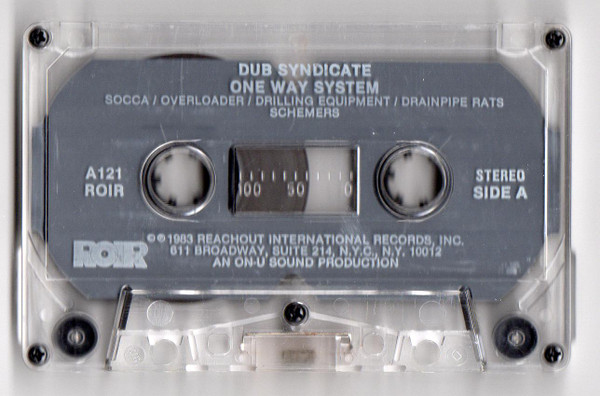 DUB SYNDICATE
ONE WAY SYSTEM
SOCCA / OVERLOADER / DRILLING EQUIPMENT / DRAINPIPE RATS
SCHEMERS
A121
ROIR
100 50 0
STEREO
SIDE A
ROIR
©℗1983 REACHOUT INTERNATIONAL RECORDS, INC.
611 BROADWAY, SUITE 214, N.Y.C., N.Y. 10012
AN ON-U SOUND PRODUCTION